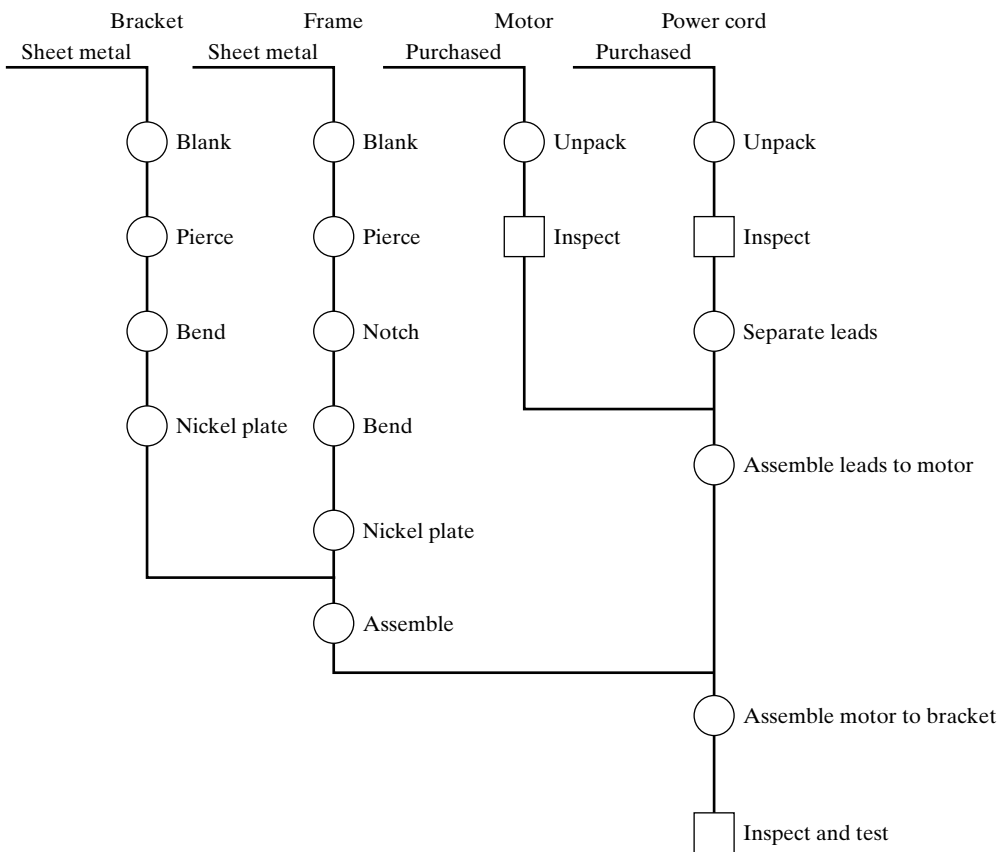 Bracket
Frame
Motor
Power cord
Sheet metal
Sheet metal
Purchased
Purchased
Blank
Blank
Unpack
Unpack
Pierce
Pierce
Inspect
Inspect
Bend
Notch
Separate leads
Nickel plate
Bend
Assemble leads to motor
Nickel plate
Assemble
Assemble motor to bracket
Inspect and test